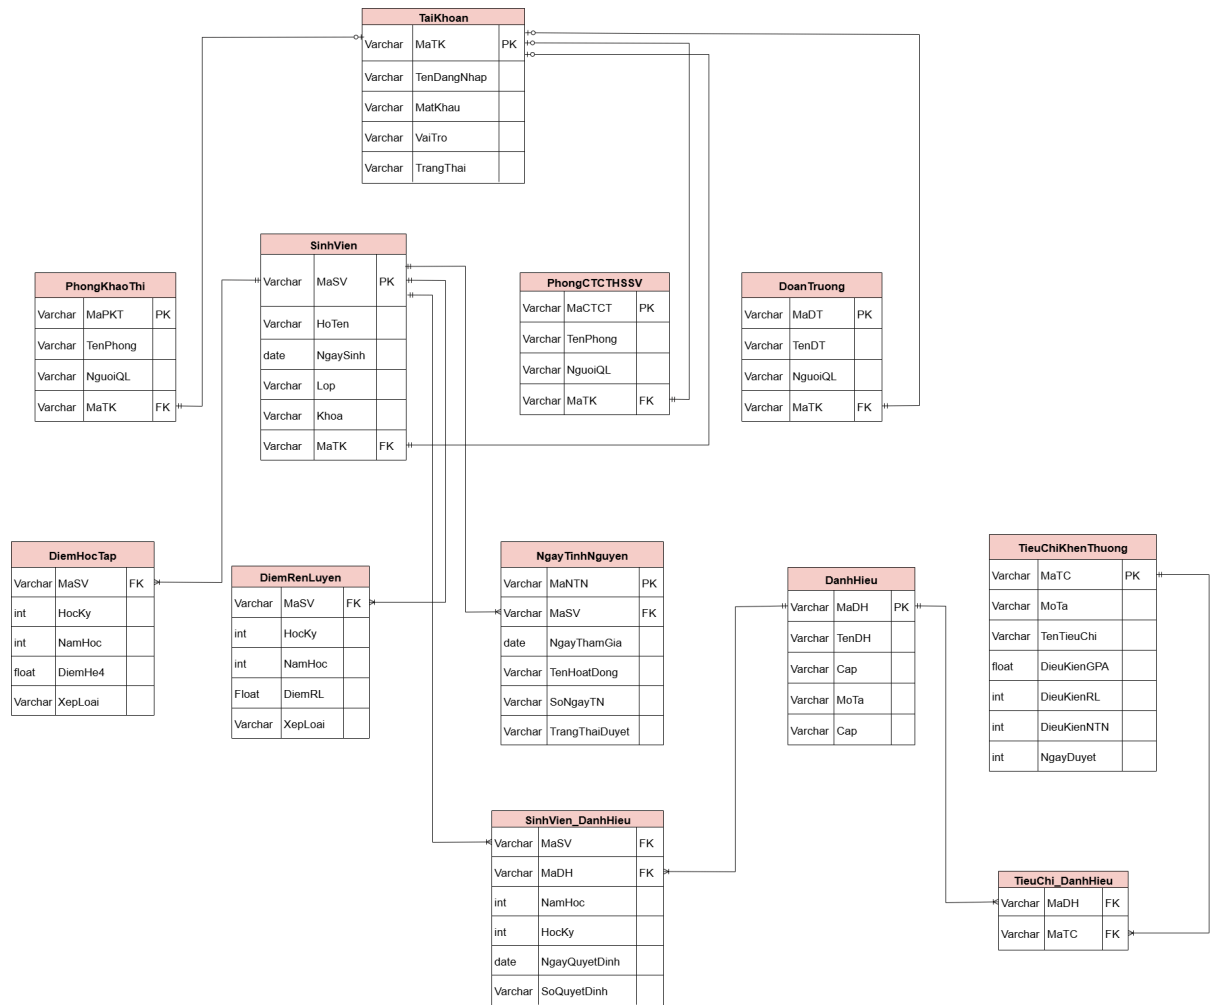 TaiKhoan
Varchar MaTK PK
Varchar TenDangNhap
Varchar MatKhau
Varchar VaiTro
Varchar TrangThai
PhongKhaoThi
Varchar MaPKT PK
Varchar TenPhong
Varchar NguoiQL
Varchar MaTK FK
SinhVien
Varchar MaSV PK
Varchar HoTen
date NgaySinh
Varchar Lop
Varchar Khoa
Varchar MaTK FK
PhongCTCTHSSV
Varchar MaCTCT PK
Varchar TenPhong
Varchar NguoiQL
Varchar MaTK FK
DoanTruong
Varchar MaDT PK
Varchar TenDT
Varchar NguoiQL
Varchar MaTK FK
DiemHocTap
Varchar MaSV FK
int HocKy
int NamHoc
float DiemHe4
Varchar XepLoai
DiemRenLuyen
Varchar MaSV FK
int HocKy
int NamHoc
Float DiemRL
Varchar XepLoai
NgayTinhNguyen
Varchar MaNTN PK
Varchar MaSV FK
date NgayThamGia
Varchar TenHoatDong
Varchar SoNgayTN
Varchar TrangThaiDuyet
DanhHieu
Varchar MaDH PK
Varchar TenDH
Varchar Cap
Varchar MoTa
Varchar Cap
TieuChiKhenThuong
Varchar MaTC PK
Varchar MoTa
Varchar TenTieuChi
float DieuKienGPA
int DieuKienRL
int DieuKienNTN
int NgayDuyet
SinhVien_DanhHieu
Varchar MaSV FK
Varchar MaDH FK
int NamHoc
int HocKy
date NgayQuyetDinh
Varchar SoQuyetDinh
TieuChi_DanhHieu
Varchar MaDH FK
Varchar MaTC FK